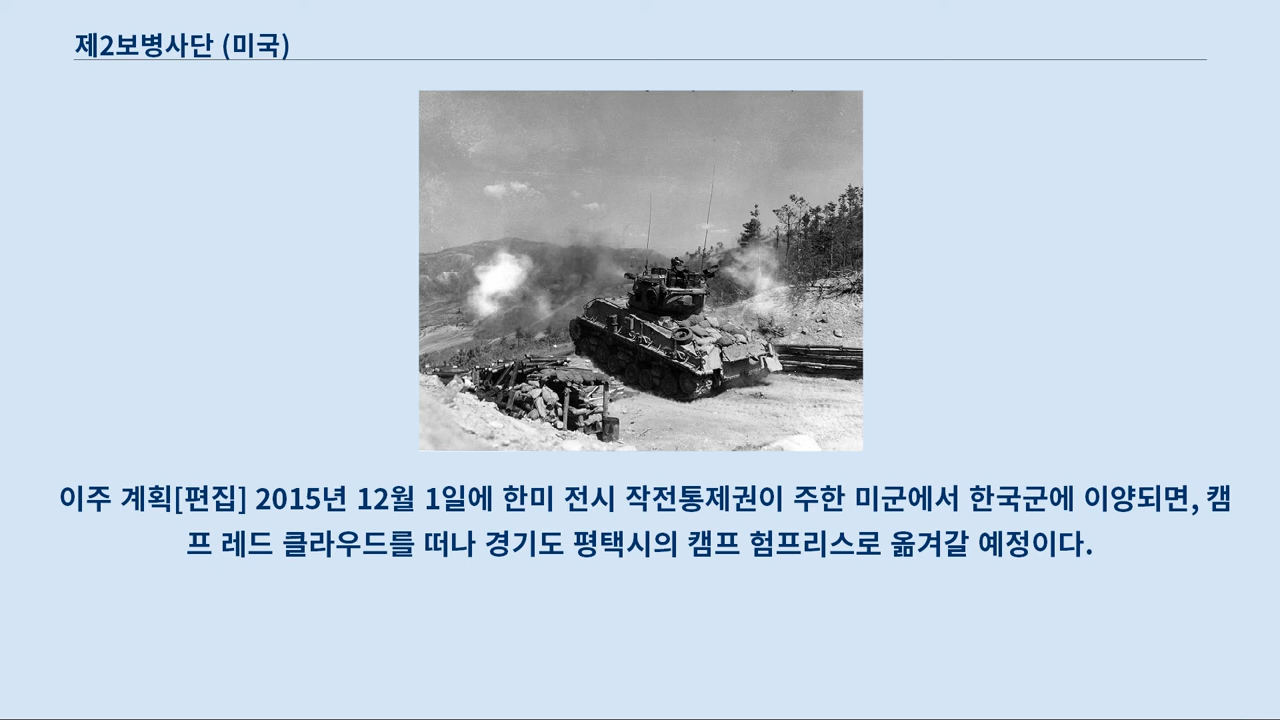 제2보병사단 (미국)
이주 계획[편집] 2015년 12월 1일에 한미 전시 작전통제권이 주한 미군에서 한국군에 이양되면, 캠
프 레드 클라우드를 떠나 경기도 평택시의 캠프 험프리스로 옮겨갈 예정이다.